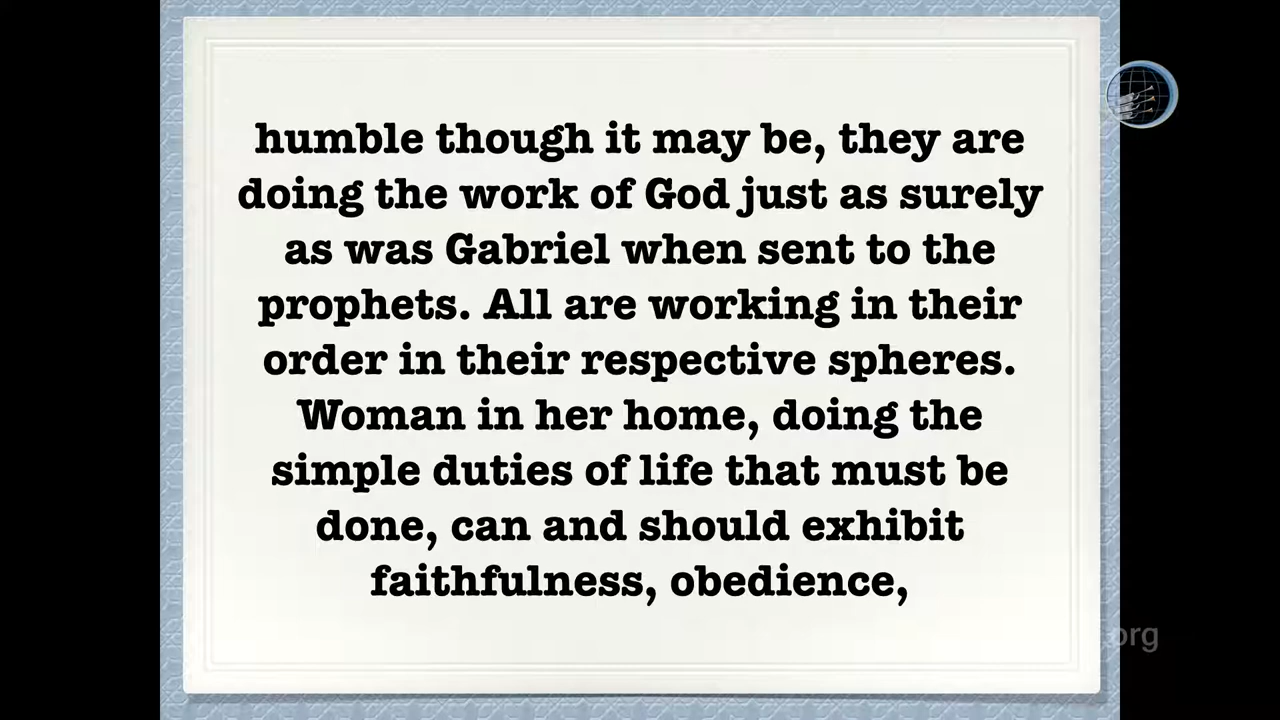 humble though it may be, they are
doing the work of God just as surely
as was Gabriel when sent to the
prophets. All are working in their
order in their respective spheres.
Woman in her home, doing the
simple duties of life that must be
done, can and should exhibit
faithfulness, obedience,
.org